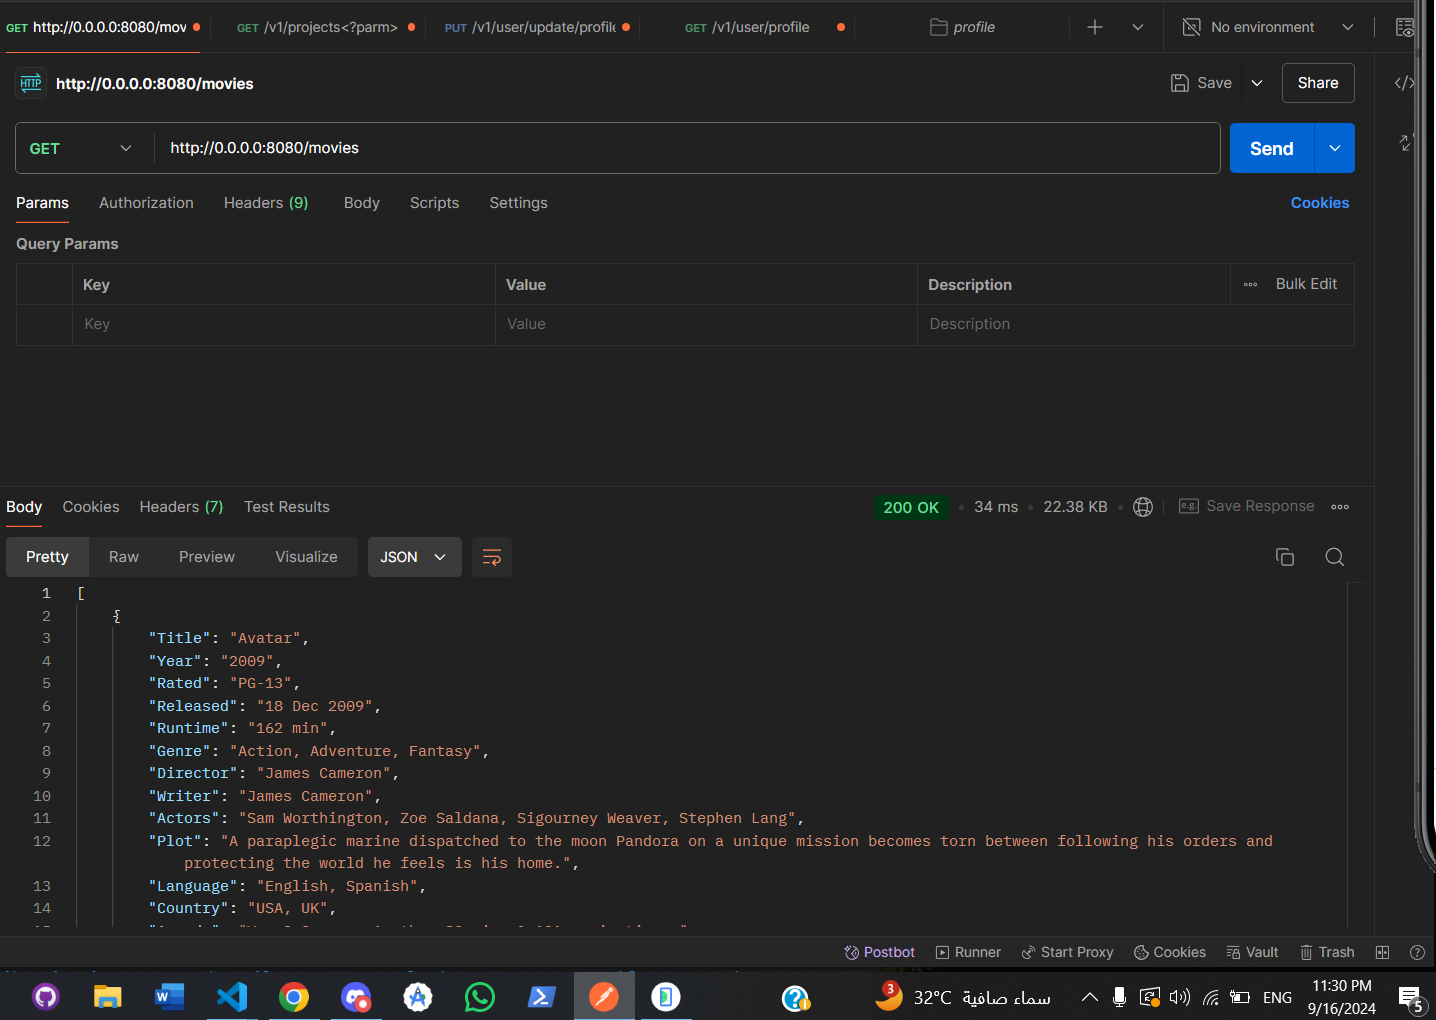 GET http://0.0.0.0:8080/mov GET /v1/projects<?parm> PUT /v1/user/update/profil GET /v1/user/profile profile No environment
HTTP http://0.0.0.0:8080/movies Save Share
GET http://0.0.0.0:8080/movies Send
Params Authorization Headers (9) Body Scripts Settings Cookies
Query Params
Key Value Description Bulk Edit
Key Value Description
Body Cookies Headers (7) Test Results 200 OK 34 ms 22.38 KB e.g. Save Response
Pretty Raw Preview Visualize JSON
1 [
2 {
3 "Title": "Avatar",
4 "Year": "2009",
5 "Rated": "PG-13",
6 "Released": "18 Dec 2009",
7 "Runtime": "162 min",
8 "Genre": "Action, Adventure, Fantasy",
9 "Director": "James Cameron",
10 "Writer": "James Cameron",
11 "Actors": "Sam Worthington, Zoe Saldana, Sigourney Weaver, Stephen Lang",
12 "Plot": "A paraplegic marine dispatched to the moon Pandora on a unique mission becomes torn between following his orders and
protecting the world he feels is his home.",
13 "Language": "English, Spanish",
14 "Country": "USA, UK",
Postbot Runner Start Proxy Cookies Vault Trash
3 32°C سماء صافية ENG 11:30 PM
9/16/2024 5